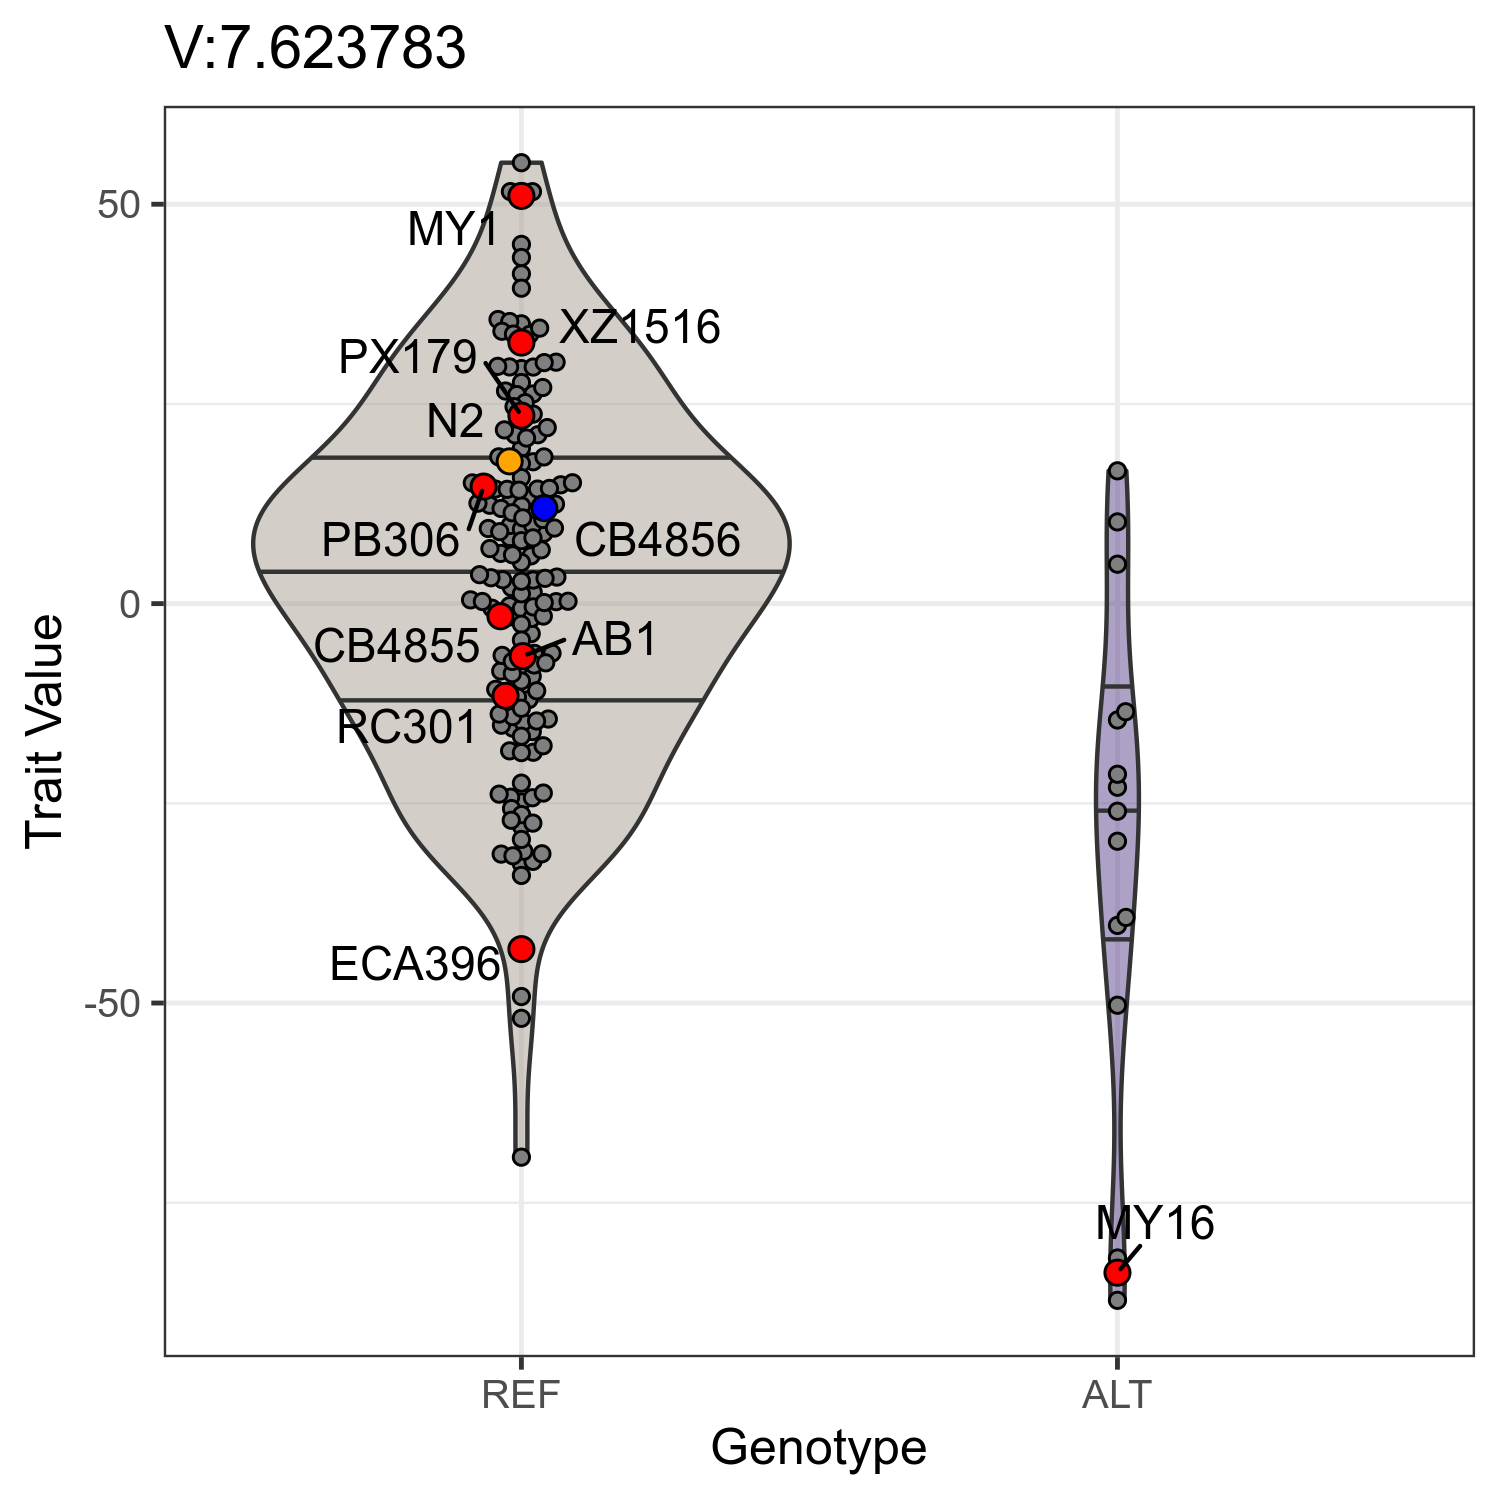 V:7.623783
50
0
-50
Trait Value
MY1
XZ1516
PX179
N2
PB306
CB4856
CB4855
AB1
RC301
ECA396
MY16
REF
ALT
Genotype